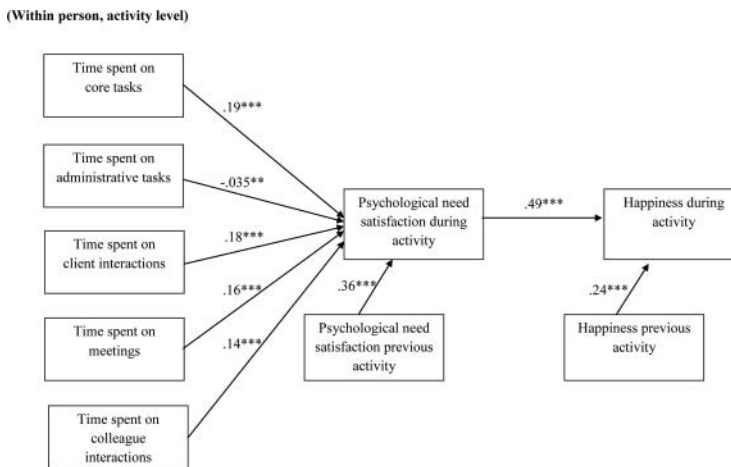 (Within person, activity level)
Time spent on
core tasks
.19***
Time spent on
administrative tasks
-.035**
Psychological need
satisfaction during
activity
.49***
Happiness during
activity
Time spent on
client interactions
.18***
.16***
.36***
.24***
Time spent on
meetings
.14***
Psychological need
satisfaction previous
activity
Happiness previous
activity
Time spent on
colleague
interactions